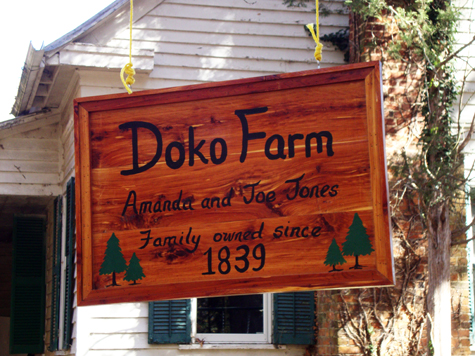 Doko Farm
Amanda and Joe Jones
Family owned since
1839